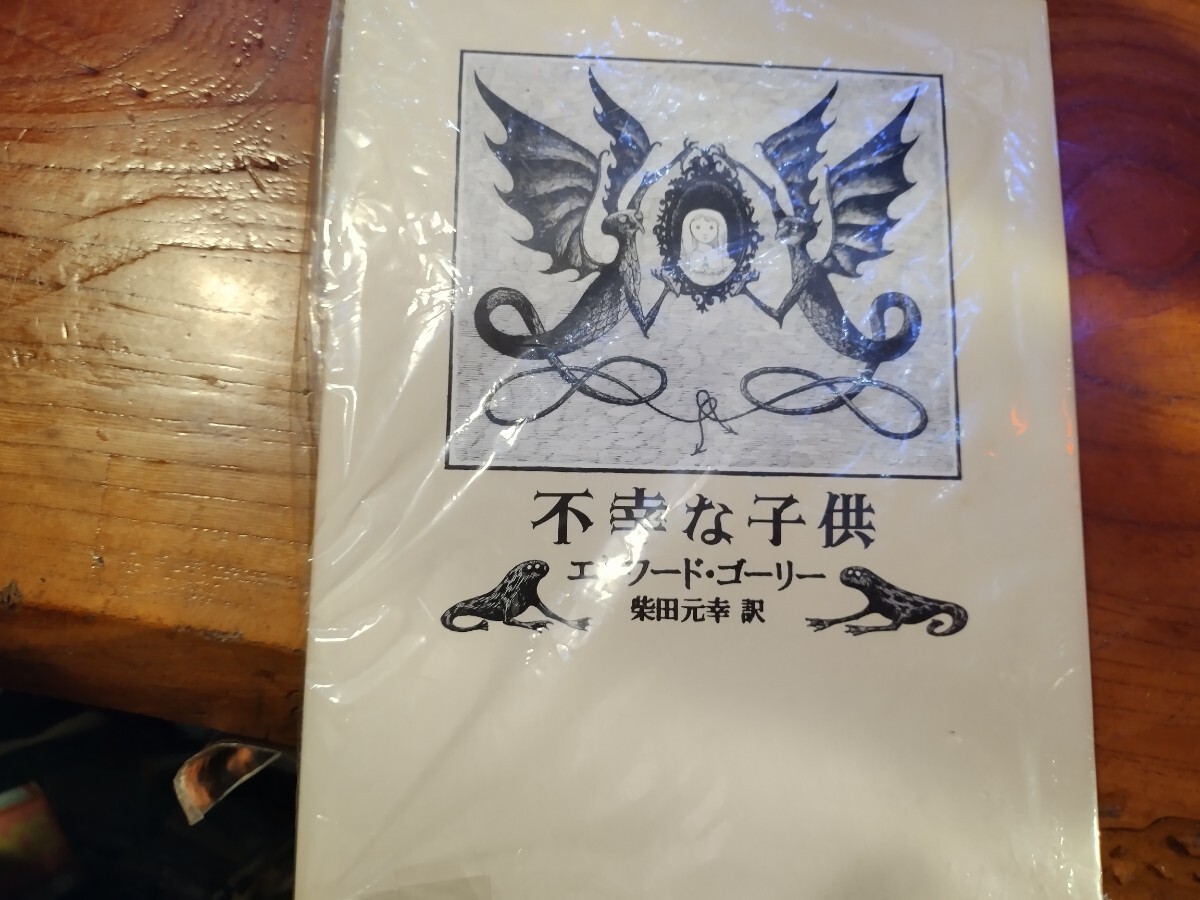 不幸な子供
エドワード・ゴーリー
柴田元幸 訳